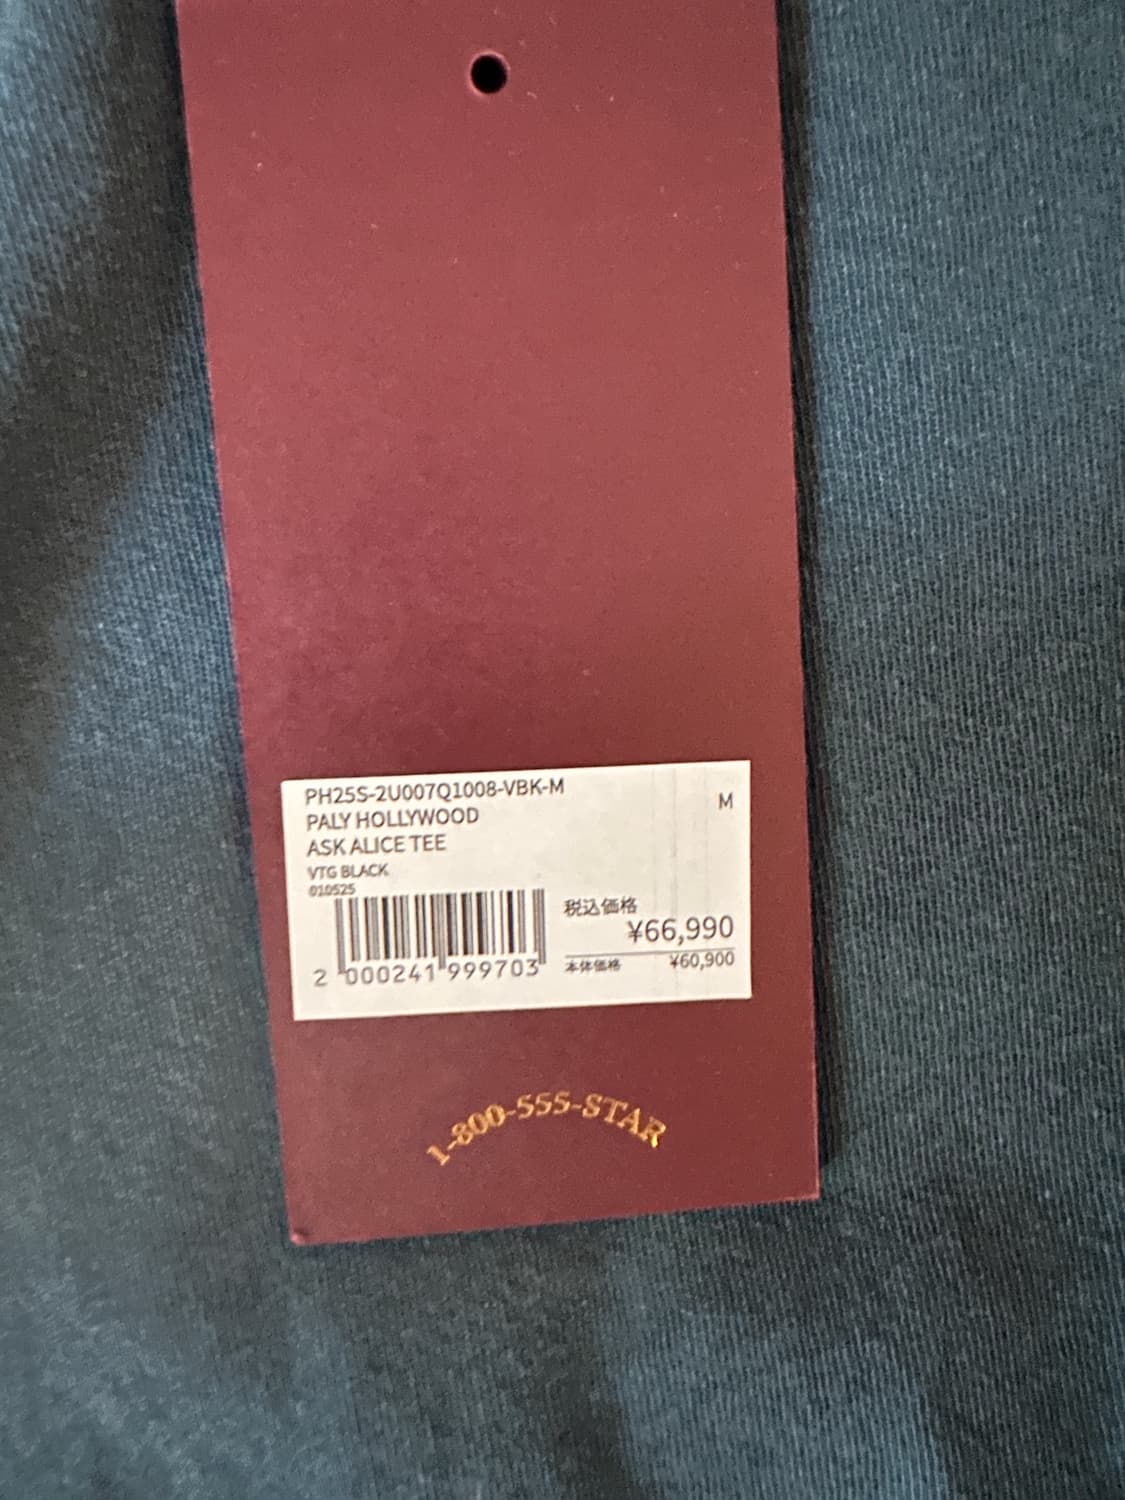 PH25S-2U007Q1008-VBK-M
M
PALY HOLLYWOOD
ASK ALICE TEE
VTG BLACK
010525
税込価格
¥66,990
本体価格 ¥60,900
2 000241 999703
1-800-555-STAR